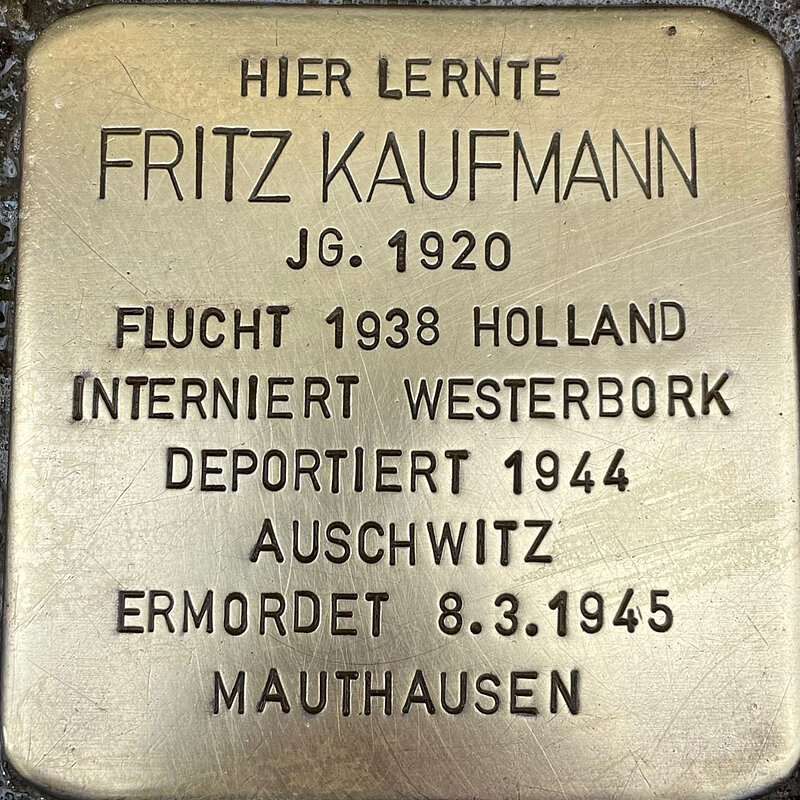 HIER LERNTE
FRITZ KAUFMANN
JG. 1920
FLUCHT 1938 HOLLAND
INTERNIERT WESTERBORK
DEPORTIERT 1944
AUSCHWITZ
ERMORDET 8.3.1945
MAUTHAUSEN